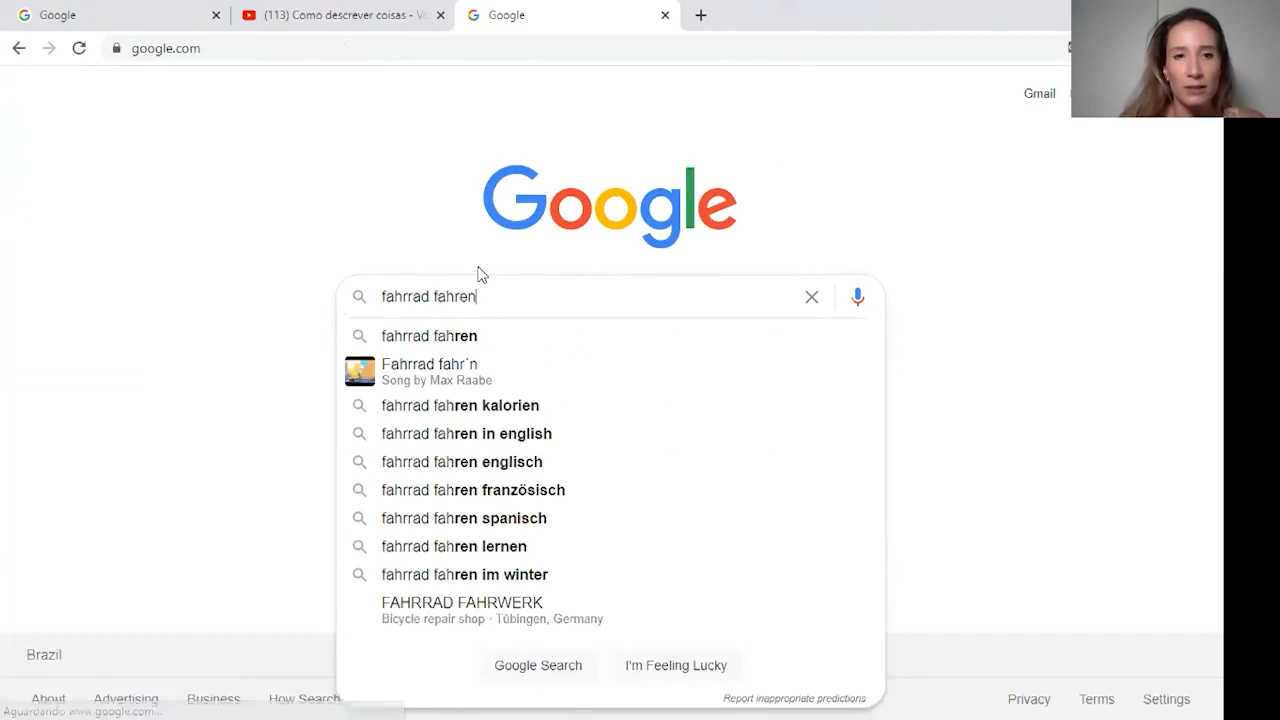 Google
(113) Como descrever coisas - Vo
Google
google.com
Gmail
Google
fahrrad fahren
fahrrad fahren
Fahrrad fahr´n
Song by Max Raabe
fahrrad fahren kalorien
fahrrad fahren in english
fahrrad fahren englisch
fahrrad fahren französisch
fahrrad fahren spanisch
fahrrad fahren lernen
fahrrad fahren im winter
FAHRRAD FAHRWERK
Bicycle repair shop · Tübingen, Germany
Google Search
I'm Feeling Lucky
Report inappropriate predictions
Brazil
About
Advertising
Business
How Search
Privacy
Terms
Settings
Aguardando www.google.com...